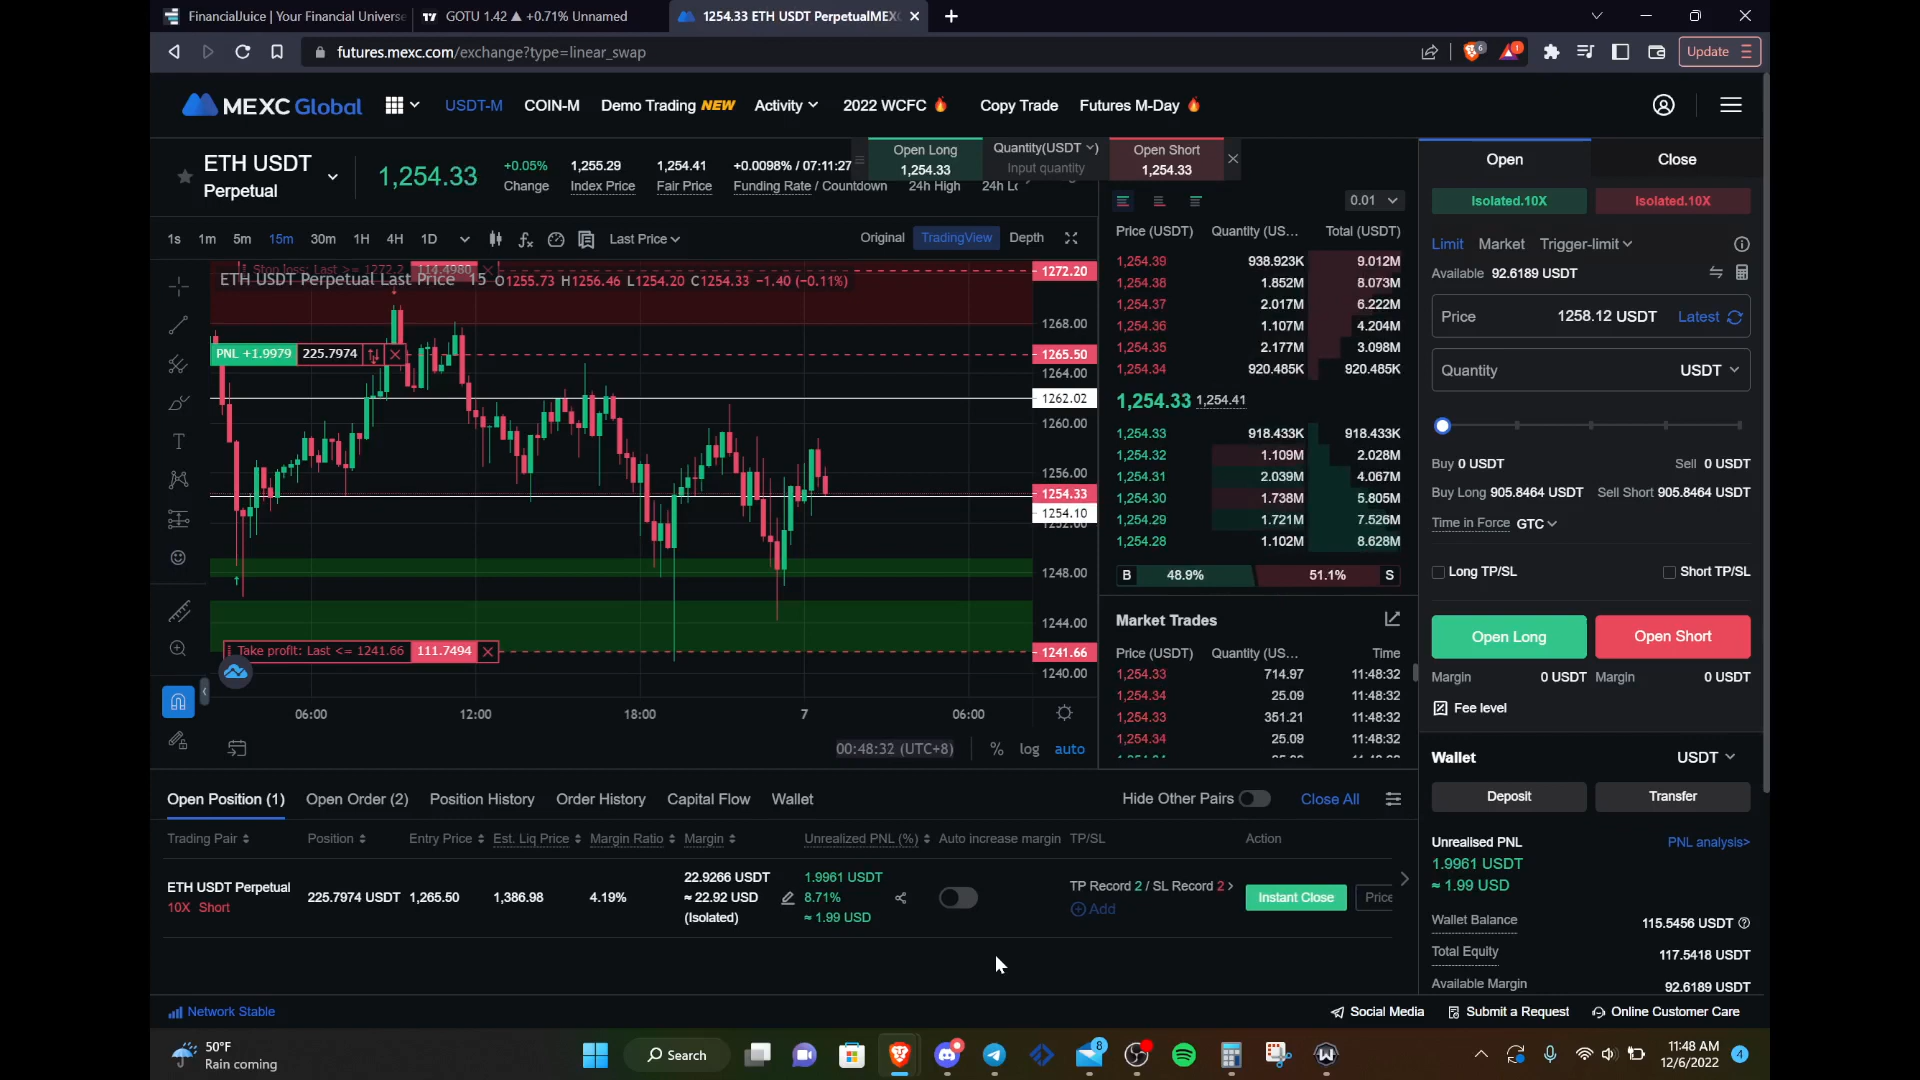 FinancialJuice | Your Financial Universe
GOTU 1.42 ▲ +0.71% Unnamed
1254.33 ETH USDT PerpetualMEXC
futures.mexc.com/exchange?type=linear_swap
6
1
Update
MEXC Global
USDT-M
COIN-M
Demo Trading NEW
Activity
2022 WCFC
Copy Trade
Futures M-Day
ETH USDT
Perpetual
1,254.33
+0.05%
Change
1,255.29
Index Price
1,254.41
Fair Price
+0.0098% / 07:11:27
Funding Rate / Countdown
24H High
Open Long
1,254.33
Quantity(USDT)
Input quantity
Open Short
1,254.33
1s 1m 5m 15m 30m 1H 4H 1D
Last Price
Original TradingView Depth
Stop loss: Last >= 1272.2 114.4980
ETH USDT Perpetual Last Price 15 O1255.73 H1256.46 L1254.20 C1254.33 −1.40 (−0.11%)
PNL +1.9979 225.7974
1272.20
1268.00
1265.50
1264.00
1262.02
1260.00
1256.00
1254.33
1254.10
1252.00
1248.00
1244.00
1241.66
1240.00
Take profit: Last <= 1241.66 111.7494
06:00 12:00 18:00 7 06:00
00:48:32 (UTC+8) % log auto
0.01
Price (USDT) Quantity (US... Total (USDT)
1,254.39 938.923K 9.012M
1,254.38 1.852M 8.073M
1,254.37 2.017M 6.222M
1,254.36 1.107M 4.204M
1,254.35 2.177M 3.098M
1,254.34 920.485K 920.485K
1,254.33 1,254.41
1,254.33 918.433K 918.433K
1,254.32 1.109M 2.028M
1,254.31 2.039M 4.067M
1,254.30 1.738M 5.805M
1,254.29 1.721M 7.526M
1,254.28 1.102M 8.628M
B 48.9% 51.1% S
Market Trades
Price (USDT) Quantity (US... Time
1,254.33 714.97 11:48:32
1,254.34 25.09 11:48:32
1,254.33 351.21 11:48:32
1,254.34 25.09 11:48:32
Open Close
Isolated.10X Isolated.10X
Limit Market Trigger-limit
Available 92.6189 USDT
Price 1258.12 USDT Latest
Quantity USDT
Buy 0 USDT Sell 0 USDT
Buy Long 905.8464 USDT Sell Short 905.8464 USDT
Time in Force GTC
Long TP/SL Short TP/SL
Open Long Open Short
Margin 0 USDT Margin 0 USDT
Fee level
Wallet USDT
Deposit Transfer
Unrealised PNL PNL analysis>
1.9961 USDT
≈ 1.99 USD
Wallet Balance 115.5456 USDT
Total Equity 117.5418 USDT
Available Margin 92.6189 USDT
Open Position (1) Open Order (2) Position History Order History Capital Flow Wallet
Hide Other Pairs Close All
Trading Pair Position Entry Price Est. Liq Price Margin Ratio Margin Unrealized PNL (%) Auto increase margin TP/SL Action
ETH USDT Perpetual
10X Short
225.7974 USDT 1,265.50 1,386.98 4.19%
22.9266 USDT
≈ 22.92 USD
(Isolated)
1.9961 USDT
8.71%
≈ 1.99 USD
TP Record 2 / SL Record 2 >
Add
Instant Close
Price
Network Stable
Social Media Submit a Request Online Customer Care
50°F
Rain coming
Search
8
11:48 AM
12/6/2022
4